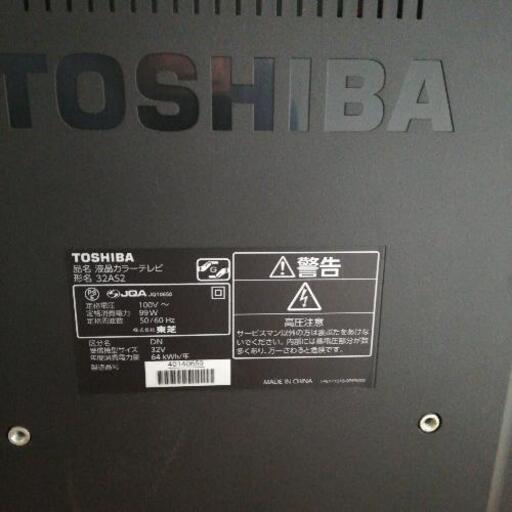 TOSHIBA
TOSHIBA
品名 液晶カラーテレビ
形名 32AS2
G
PS E JQA JQ10650
定格電圧 100V～
定格消費電力 99W
定格周波数 50/60 Hz
株式会社 東芝
区分名 DN
受信機型サイズ 32V
年間消費電力量 64 kWh/年
製造番号 40140650
警告
高圧注意
サービスマン以外の方は裏ぶたをあけな
いでください。内部には高電圧部分が数
多くあり、万一さわると危険です。
MADE IN CHINA